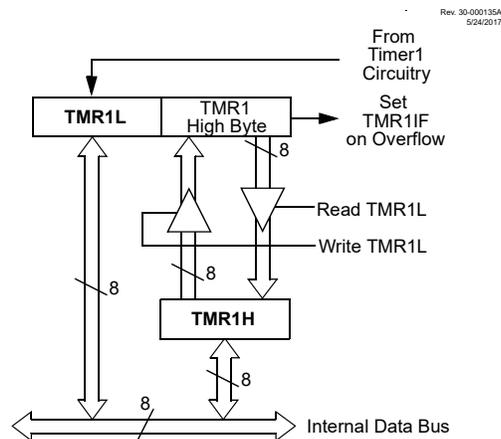 Rev. 30-000135A
5/24/2017
From
Timer1
Circuitry
TMR1L
TMR1
High Byte
Set
TMR1IF
on Overflow
8
Read TMR1L
Write TMR1L
8
8
TMR1H
8
8
Internal Data Bus